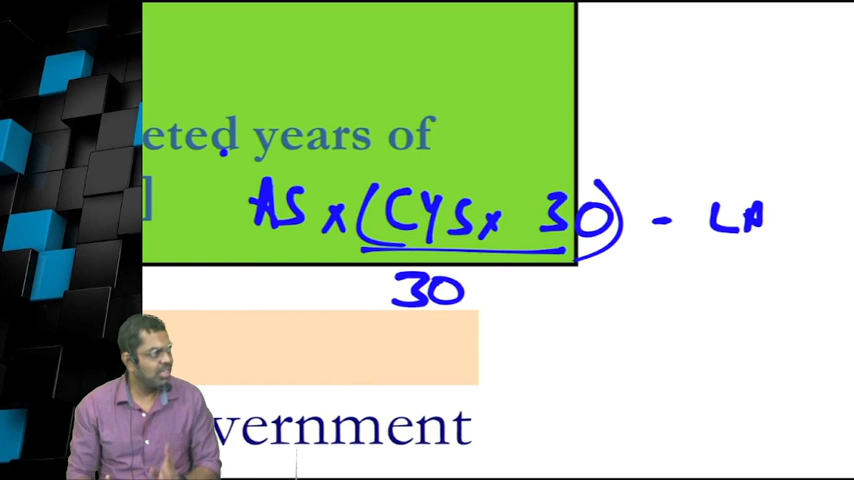 eted years of
]
AS x (CYS x 30) - LA
30
vernment